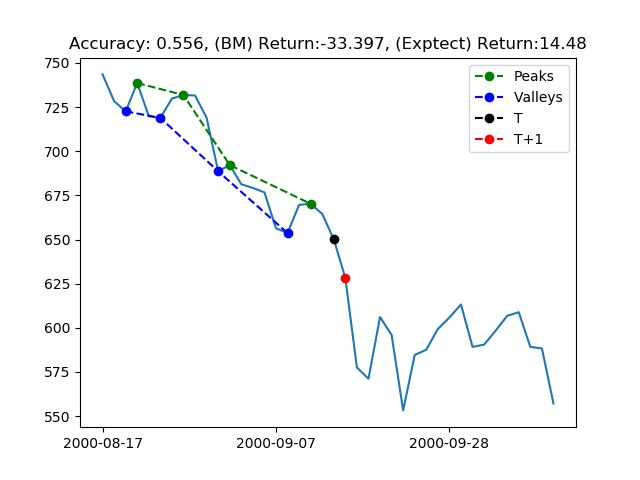 Accuracy: 0.556, (BM) Return:-33.397, (Exptect) Return:14.48
750
725
700
675
650
625
600
575
550
Peaks
Valleys
T
T+1
2000-08-17
2000-09-07
2000-09-28